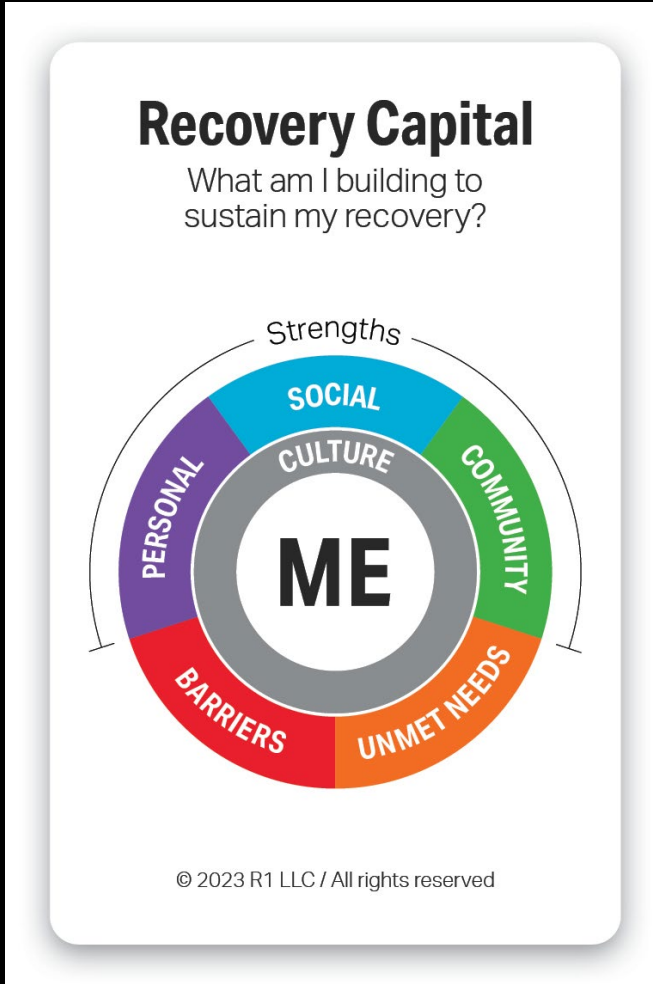 Recovery Capital
What am I building to
sustain my recovery?
Strengths
SOCIAL
PERSONAL
CULTURE
COMMUNITY
ME
BARRIERS
UNMET NEEDS
© 2023 R1 LLC / All rights reserved